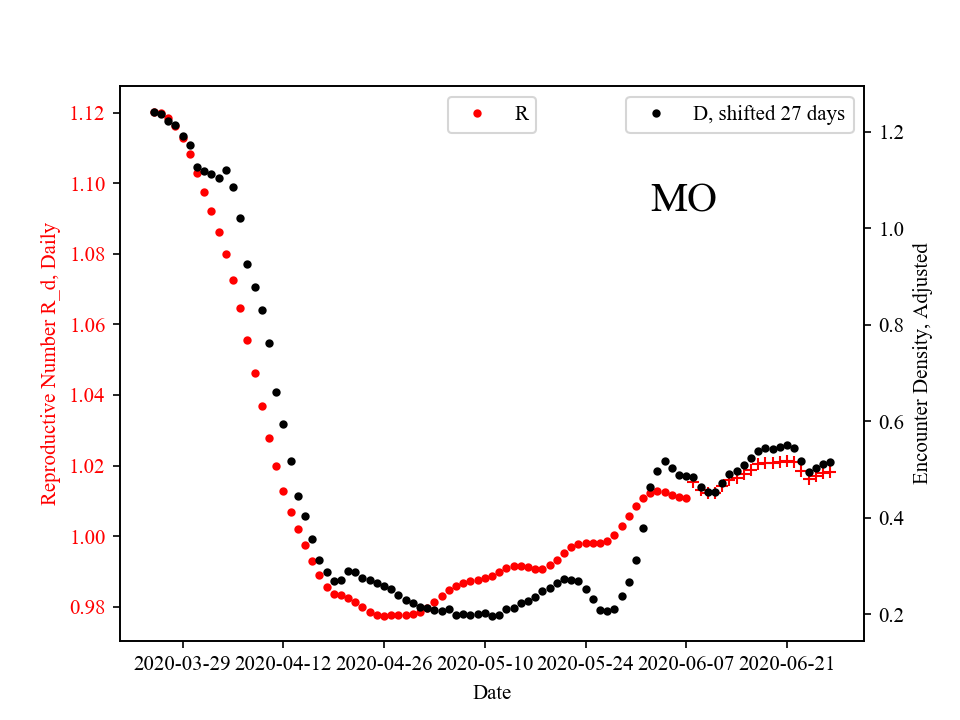 R
D, shifted 27 days
MO
Reproductive Number R_d, Daily
1.12
1.10
1.08
1.06
1.04
1.02
1.00
0.98
1.2
1.0
0.8
0.6
0.4
0.2
Encounter Density, Adjusted
2020-03-29 2020-04-12 2020-04-26 2020-05-10 2020-05-24 2020-06-07 2020-06-21
Date